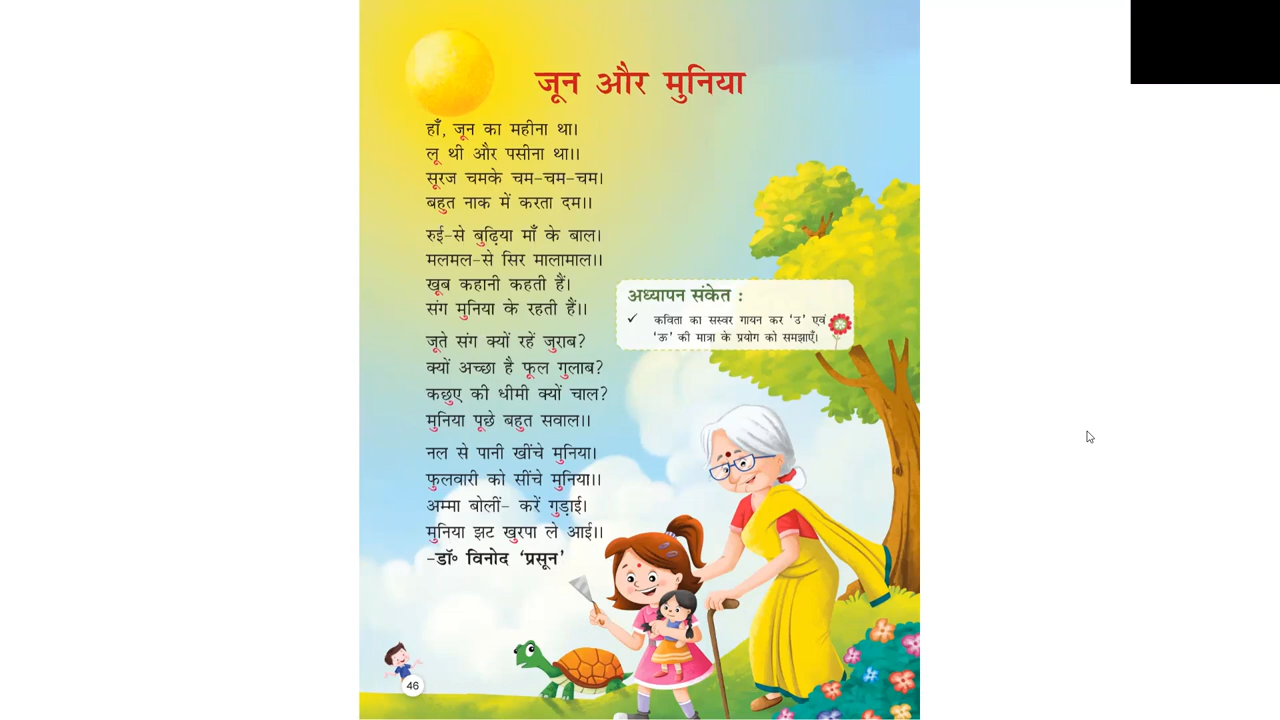 जून और मुनिया
हाँ, जून का महीना था।
लू थी और पसीना था।।
सूरज चमके चम-चम-चम।
बहुत नाक में करता दम।।
रुई-से बुढ़िया माँ के बाल।
मलमल-से सिर मालामाल।।
खूब कहानी कहती हैं।
संग मुनिया के रहती हैं।।
जूते संग क्यों रहें जुराब?
क्यों अच्छा है फूल गुलाब?
कछुए की धीमी क्यों चाल?
मुनिया पूछे बहुत सवाल।।
नल से पानी खींचे मुनिया।
फुलवारी को सींचे मुनिया।।
अम्मा बोलीं- करें गुड़ाई।
मुनिया झट खुरपा ले आई।।
-डॉ॰ विनोद ‘प्रसून’
अध्यापन संकेत :
✓ कविता का सस्वर गायन कर ‘उ’ एवं
‘ऊ’ की मात्रा के प्रयोग को समझाएँ।
46